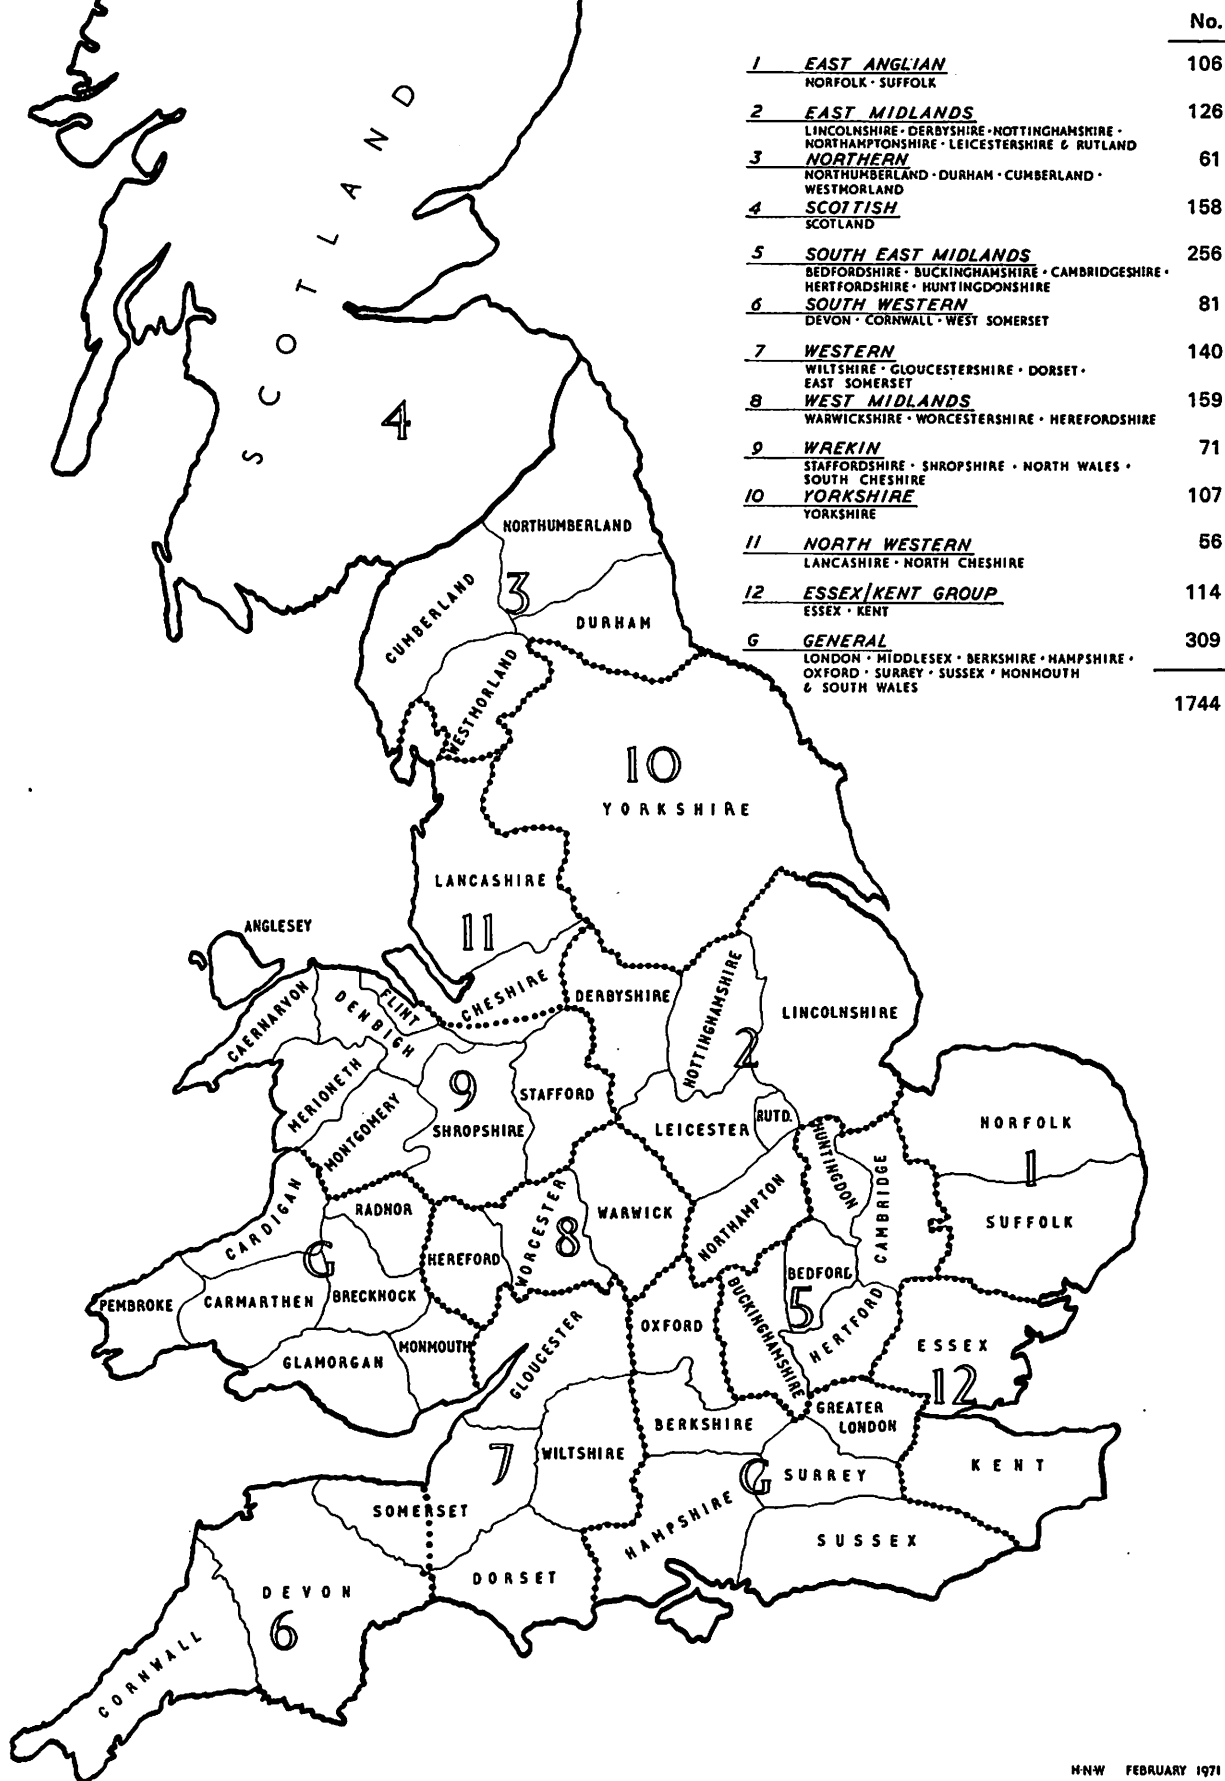 No.
1 EAST ANGLIAN 106
NORFOLK · SUFFOLK
2 EAST MIDLANDS 126
LINCOLNSHIRE · DERBYSHIRE · NOTTINGHAMSHIRE ·
NORTHAMPTONSHIRE · LEICESTERSHIRE & RUTLAND
3 NORTHERN 61
NORTHUMBERLAND · DURHAM · CUMBERLAND ·
WESTMORLAND
4 SCOTTISH 158
SCOTLAND
5 SOUTH EAST MIDLANDS 256
BEDFORDSHIRE · BUCKINGHAMSHIRE · CAMBRIDGESHIRE ·
HERTFORDSHIRE · HUNTINGDONSHIRE
6 SOUTH WESTERN 81
DEVON · CORNWALL · WEST SOMERSET
7 WESTERN 140
WILTSHIRE · GLOUCESTERSHIRE · DORSET ·
EAST SOMERSET
8 WEST MIDLANDS 159
WARWICKSHIRE · WORCESTERSHIRE · HEREFORDSHIRE
9 WREKIN 71
STAFFORDSHIRE · SHROPSHIRE · NORTH WALES ·
SOUTH CHESHIRE
10 YORKSHIRE 107
YORKSHIRE
11 NORTH WESTERN 56
LANCASHIRE · NORTH CHESHIRE
12 ESSEX/KENT GROUP 114
ESSEX · KENT
G GENERAL 309
LONDON · MIDDLESEX · BERKSHIRE · HAMPSHIRE ·
OXFORD · SURREY · SUSSEX · MONMOUTH
& SOUTH WALES
1744
SCOTLAND
4
NORTHUMBERLAND
3
CUMBERLAND
DURHAM
WESTMORLAND
10
YORKSHIRE
LANCASHIRE
11
ANGLESEY
CHESHIRE
DERBYSHIRE
NOTTINGHAMSHIRE
LINCOLNSHIRE
2
CAERNARVON
FLINT
DENBIGH
MERIONETH
MONTGOMERY
9
SHROPSHIRE
STAFFORD
LEICESTER
RUTD.
HUNTINGDON
CAMBRIDGE
NORFOLK
1
SUFFOLK
CARDIGAN
RADNOR
G
HEREFORD
WORCESTER
8
WARWICK
NORTHAMPTON
PEMBROKE
CARMARTHEN
BRECKNOCK
BEDFORD
5
BUCKINGHAMSHIRE
HERTFORD
OXFORD
GLOUCESTER
MONMOUTH
GLAMORGAN
ESSEX
12
GREATER
LONDON
BERKSHIRE
7
WILTSHIRE
G
SURREY
KENT
SOMERSET
HAMPSHIRE
SUSSEX
DORSET
DEVON
6
CORNWALL
H·N·W FEBRUARY 1971